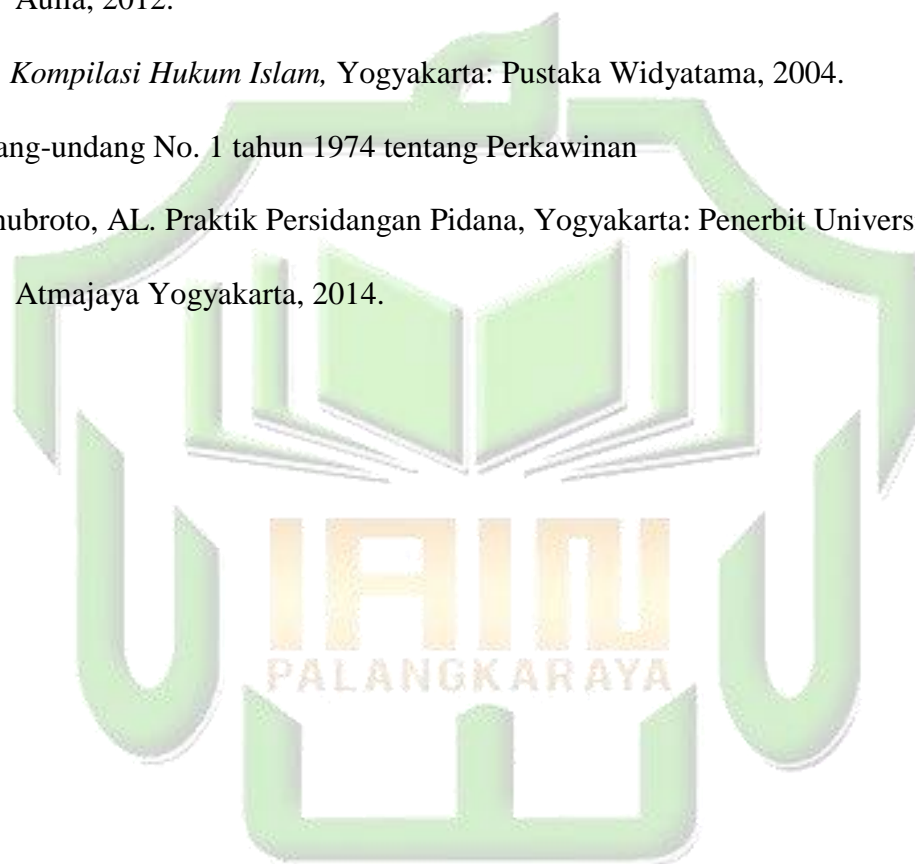 Aulia, 2012.
Kompilasi Hukum Islam, Yogyakarta: Pustaka Widyatama, 2004.
ang-undang No. 1 tahun 1974 tentang Perkawinan
nubroto, AL. Praktik Persidangan Pidana, Yogyakarta: Penerbit Univers
Atmajaya Yogyakarta, 2014.
IAIN
PALANGKARAYA